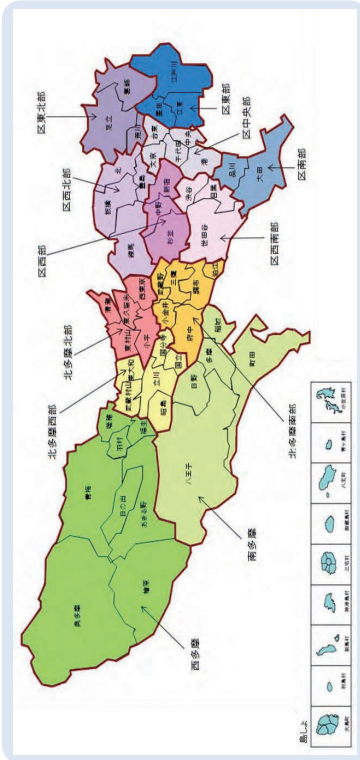 区東北部
区西北部
区西部
北多摩北部
北多摩西部
足立
葛飾
荒川
江戸川
墨田
江東
区東部
台東
文京
千代田
中央
港
区中央部
北
板橋
豊島
練馬
新宿
中野
杉並
渋谷
目黒
世田谷
区西南部
品川
大田
区南部
清瀬
東久留米
西東京
東村山
小平
武蔵野
三鷹
小金井
調布
狛江
府中
北多摩南部
国分寺
国立
立川
東大和
武蔵村山
昭島
稲城
多摩
日野
町田
八王子
南多摩
瑞穂
羽村
福生
青梅
日の出
あきる野
奥多摩
檜原
西多摩
島しょ
大島町
利島村
新島村
神津島村
三宅村
御蔵島村
八丈町
青ヶ島村
小笠原村